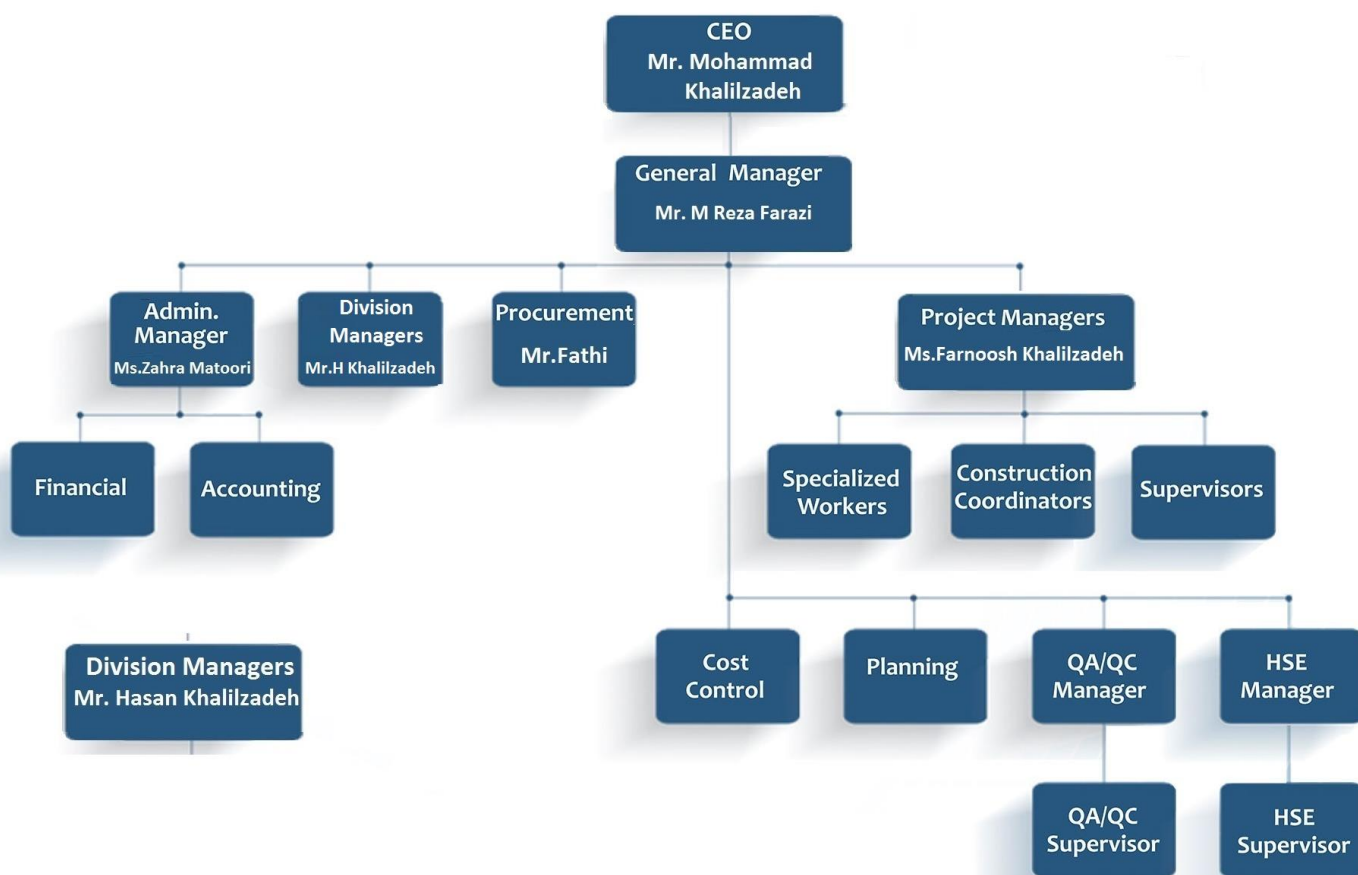 CEO
Mr. Mohammad
Khalilzadeh
General Manager
Mr. M Reza Farazi
Admin.
Manager
Ms.Zahra Matoori
Division
Managers
Mr.H Khalilzadeh
Procurement
Mr.Fathi
Project Managers
Ms.Farnoosh Khalilzadeh
Financial
Accounting
Specialized
Workers
Construction
Coordinators
Supervisors
Division Managers
Mr. Hasan Khalilzadeh
Cost
Control
Planning
QA/QC
Manager
HSE
Manager
QA/QC
Supervisor
HSE
Supervisor